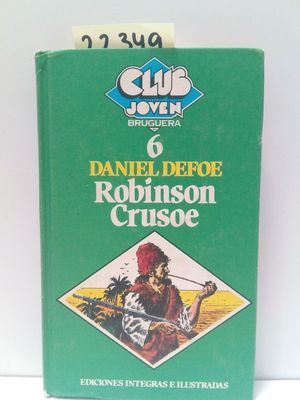 22349
CLUB
JOVEN
BRUGUERA
6
DANIEL DEFOE
Robinson
Crusoe
EDICIONES INTEGRAS E ILUSTRADAS